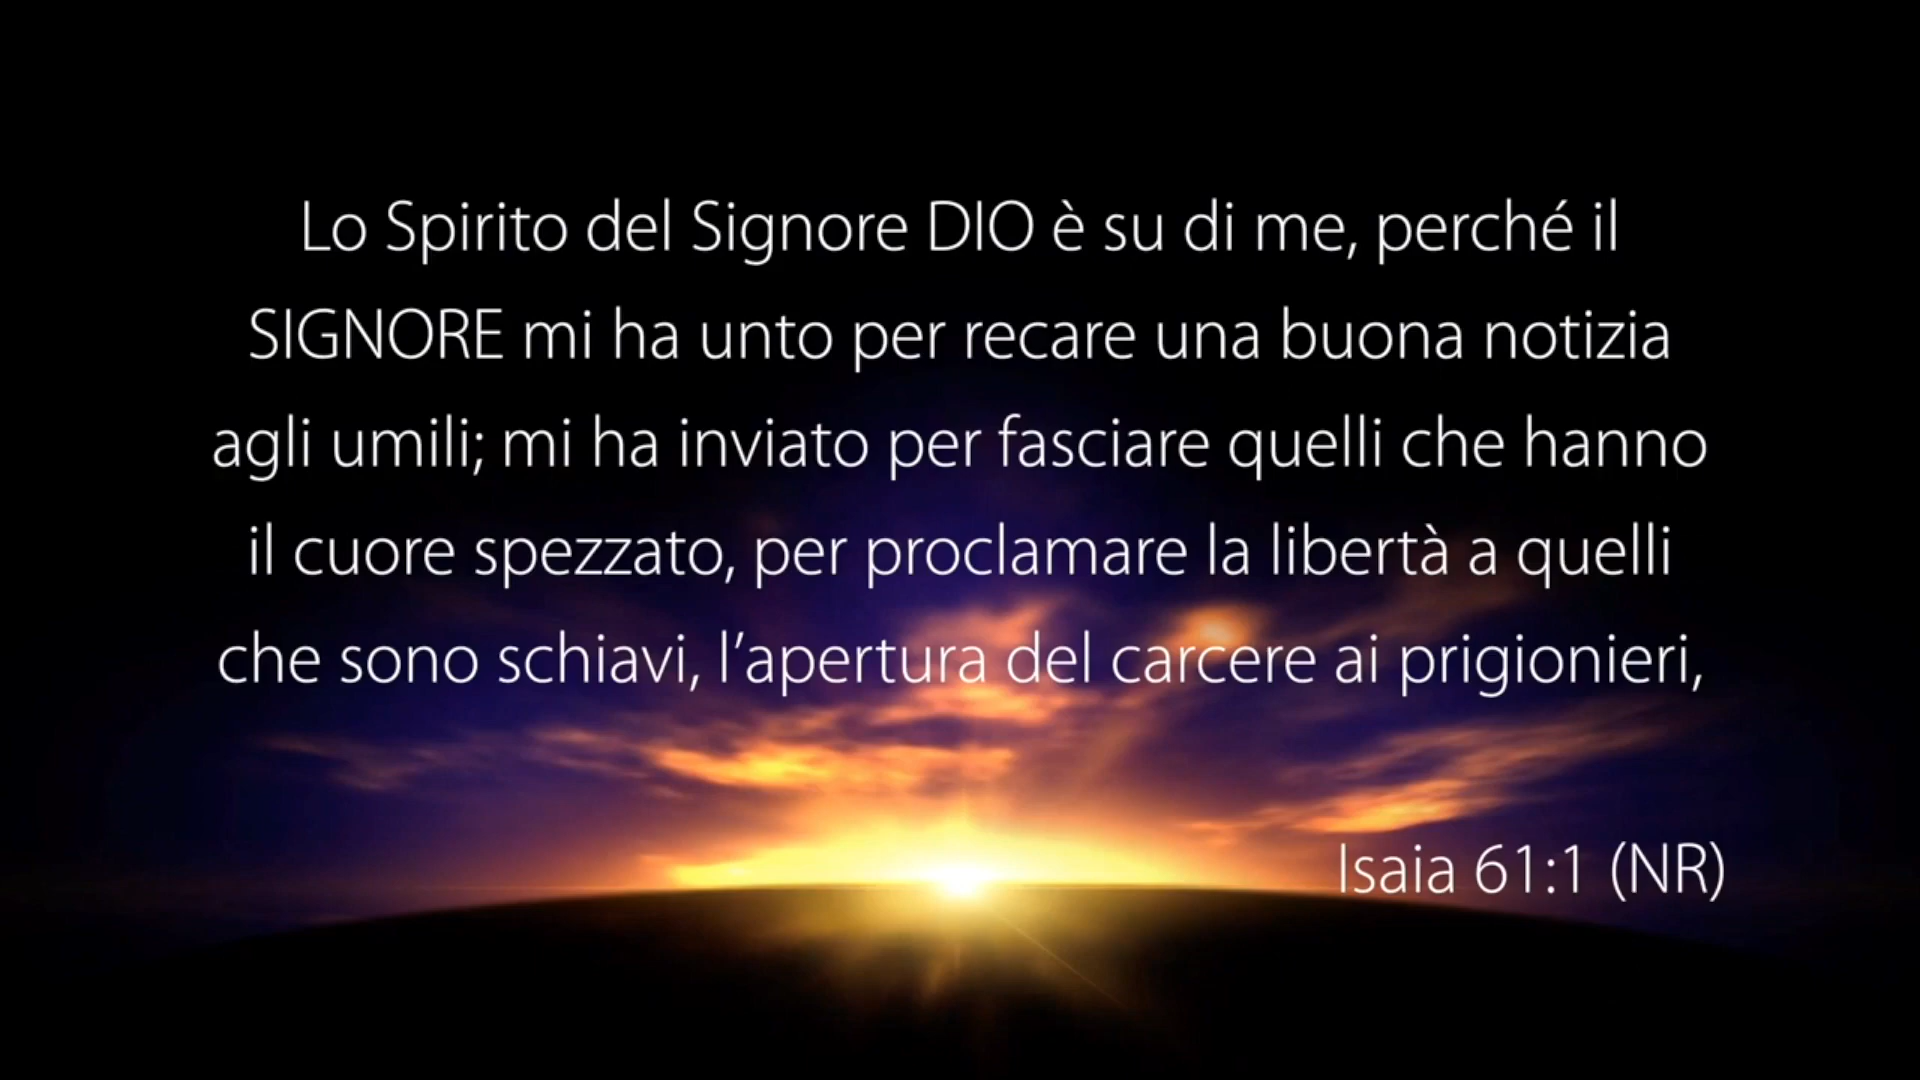 Lo Spirito del Signore DIO è su di me, perché il
SIGNORE mi ha unto per recare una buona notizia
agli umili; mi ha inviato per fasciare quelli che hanno
il cuore spezzato, per proclamare la libertà a quelli
che sono schiavi, l’apertura del carcere ai prigionieri,
Isaia 61:1 (NR)